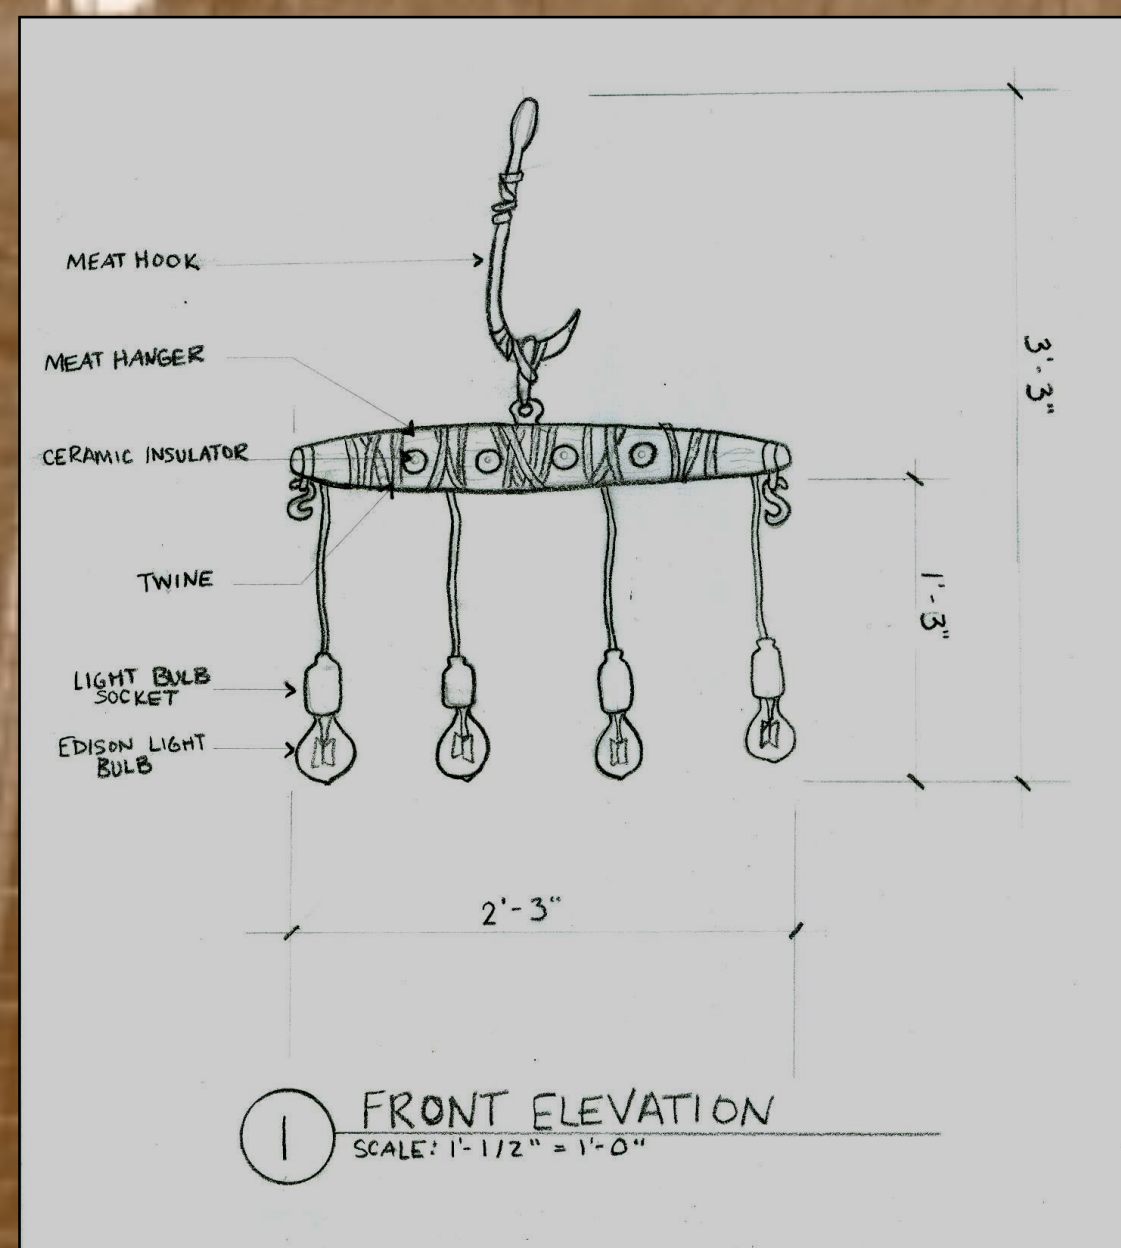 MEAT HOOK
MEAT HANGER
CERAMIC INSULATOR
TWINE
LIGHT BULB
SOCKET
EDISON LIGHT
BULB
3'-3"
1'-3"
2'-3"
1
FRONT ELEVATION
SCALE: 1'-1/2" = 1'-0"